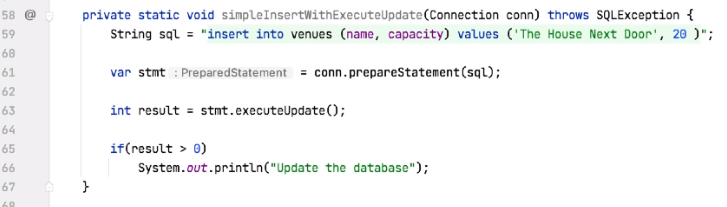 58 @ private static void simpleInsertWithExecuteUpdate(Connection conn) throws SQLException {
59 String sql = "insert into venues (name, capacity) values ('The House Next Door', 20 )";
60
61 var stmt : PreparedStatement = conn.prepareStatement(sql);
62
63 int result = stmt.executeUpdate();
64
65 if(result > 0)
66 System.out.println("Update the database");
67 }
68